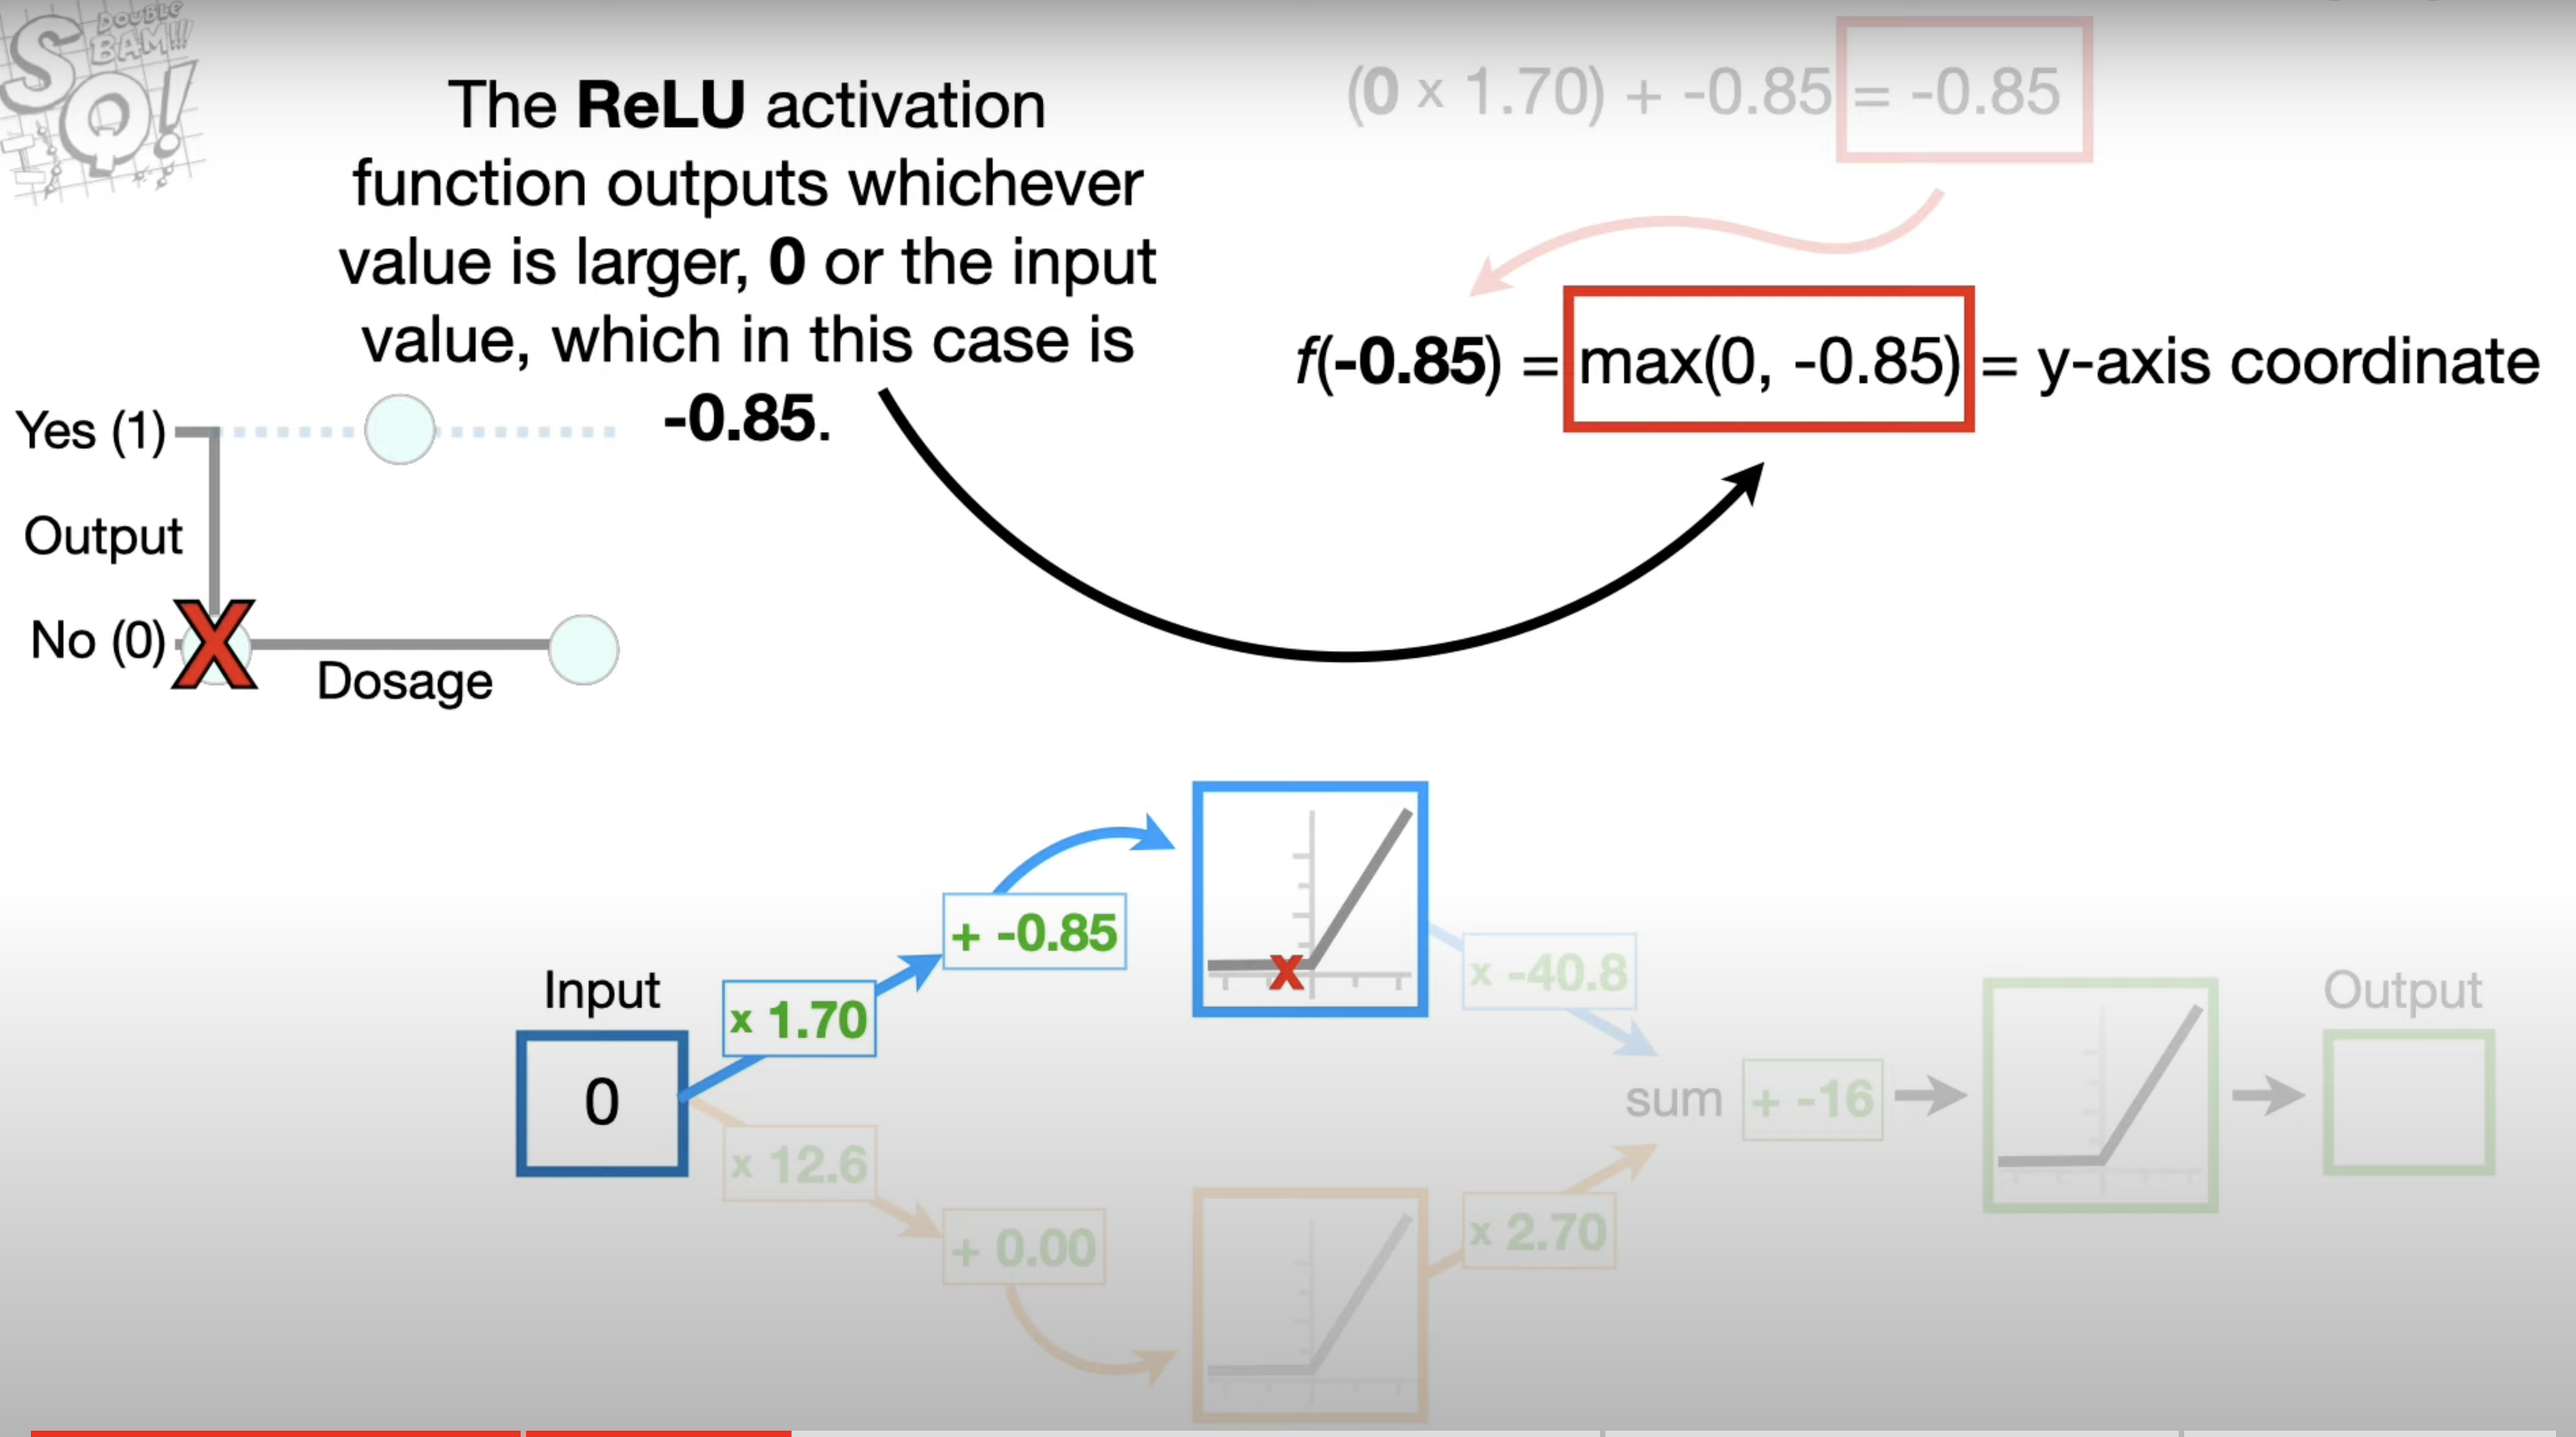 DOUBLE
BAM!!!
SQ!
The ReLU activation
function outputs whichever
value is larger, 0 or the input
value, which in this case is
-0.85.
(0 x 1.70) + -0.85 = -0.85
f(-0.85) = max(0, -0.85) = y-axis coordinate
Yes (1)
Output
No (0)
X
Dosage
Input
0
x 1.70
+ -0.85
x
x -40.8
x 12.6
+ 0.00
x 2.70
sum
+ -16
Output